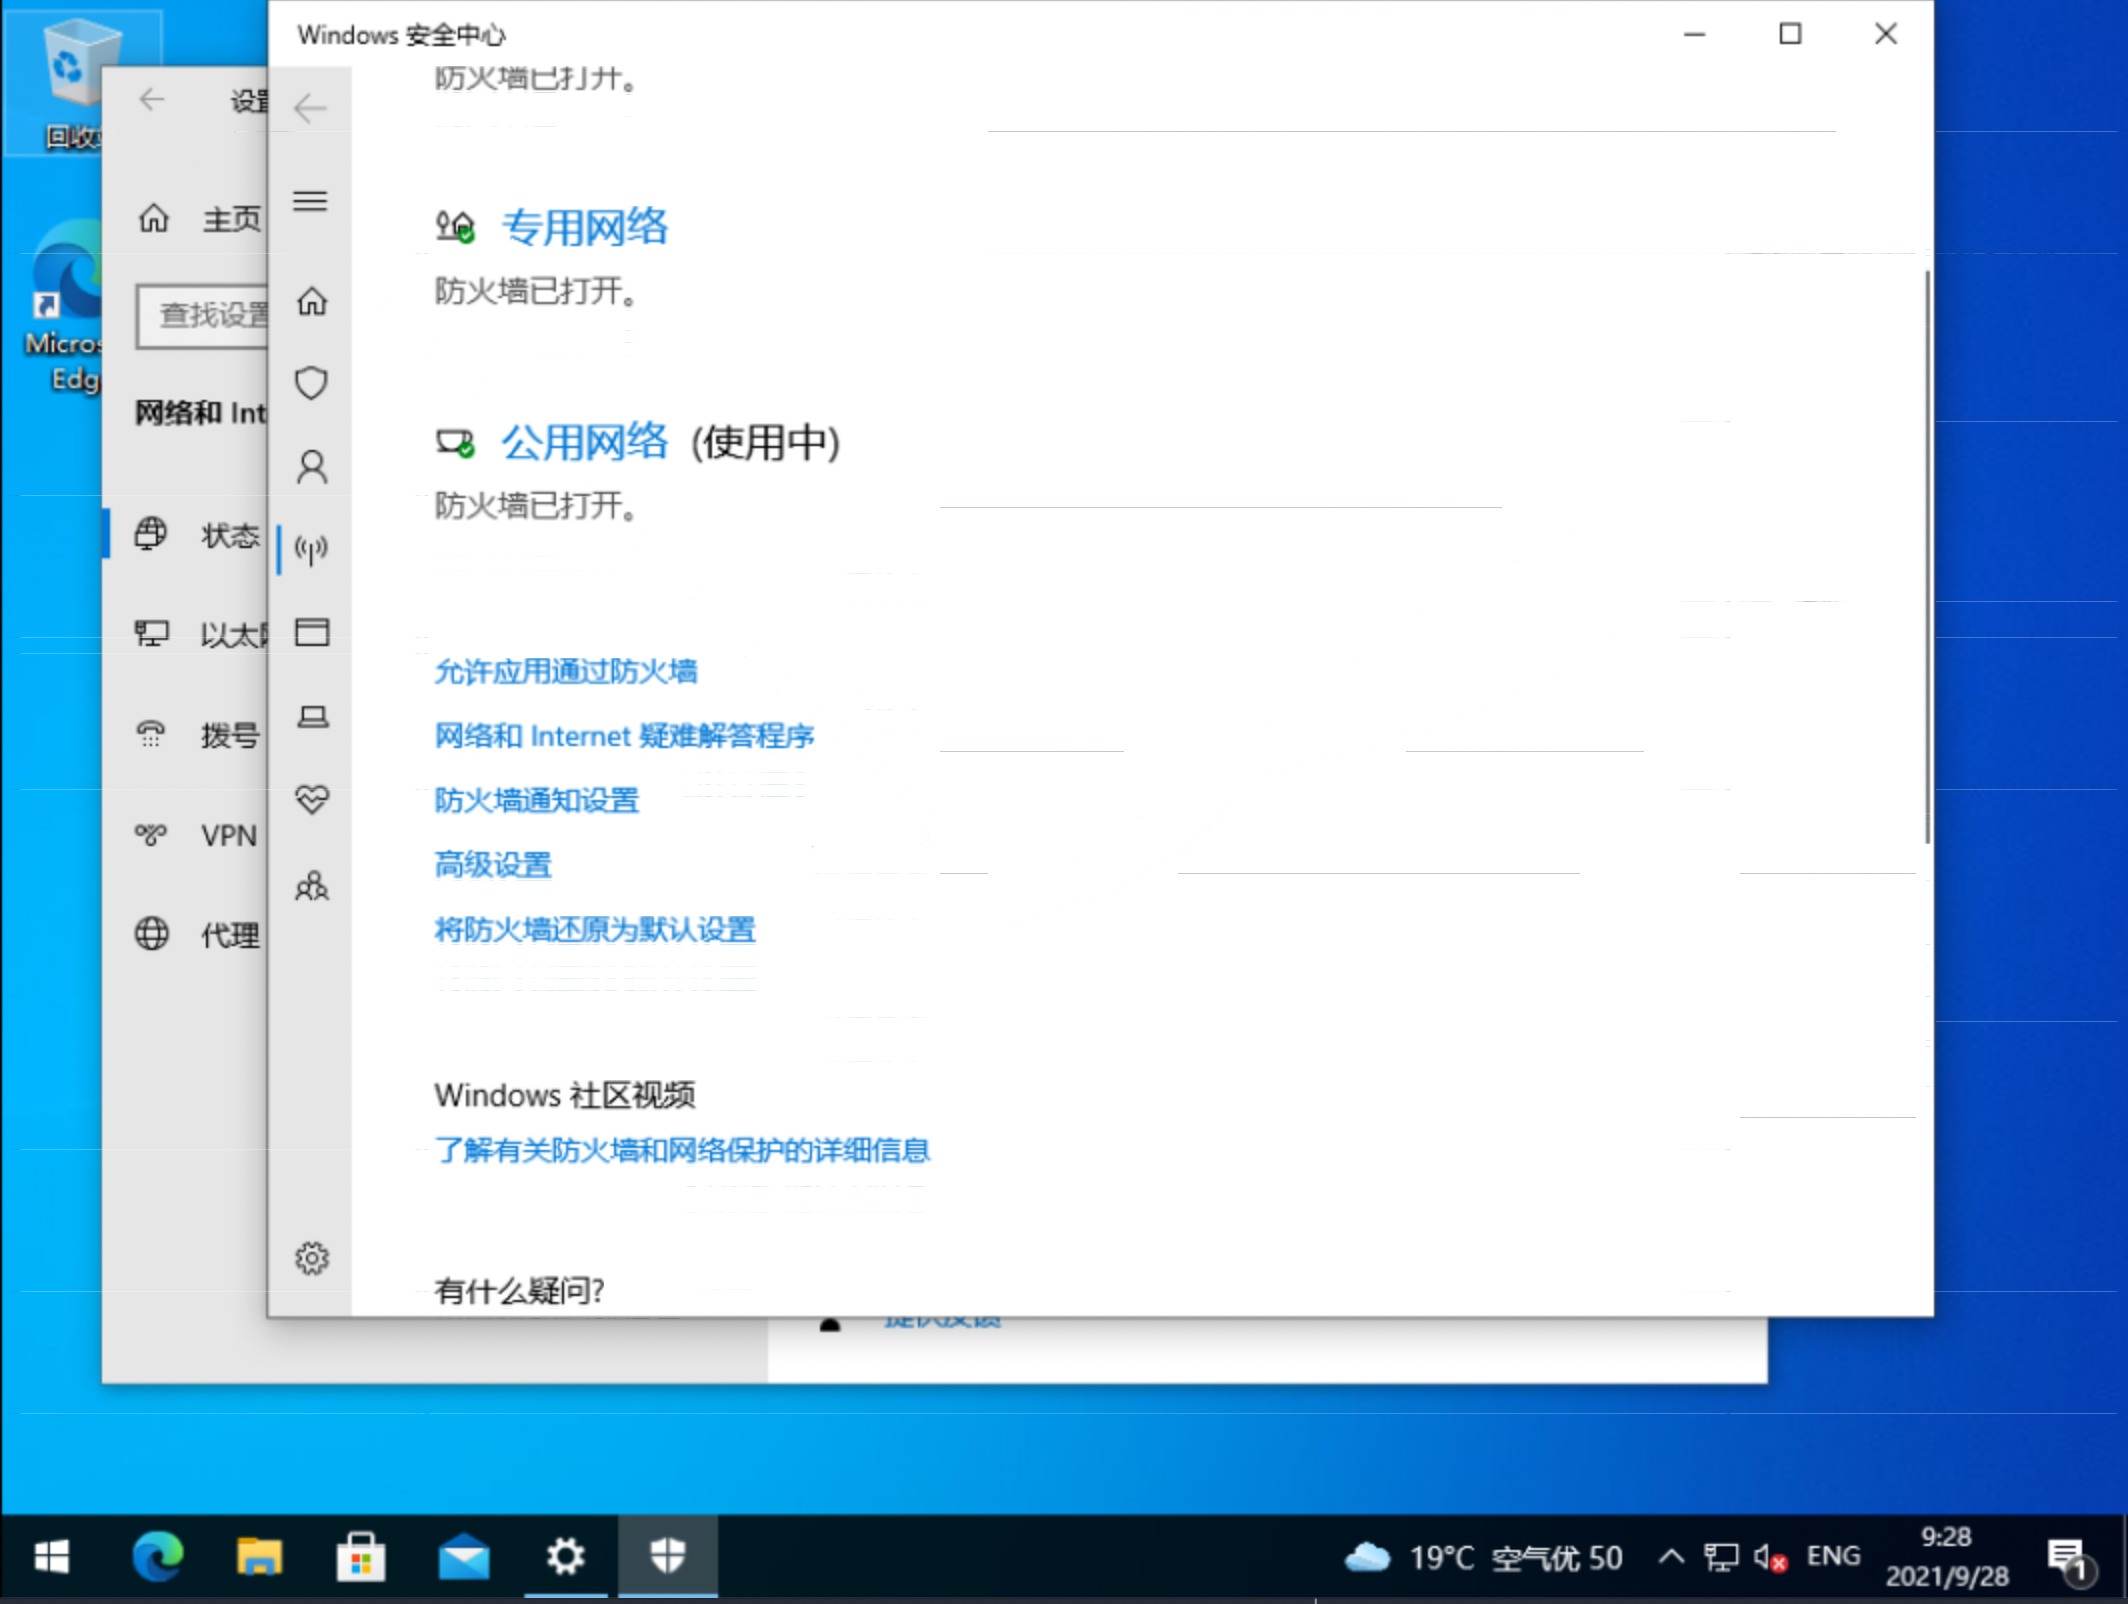 Windows 安全中心
防火墙已打开。
专用网络
防火墙已打开。
公用网络 (使用中)
防火墙已打开。
允许应用通过防火墙
网络和 Internet 疑难解答程序
防火墙通知设置
高级设置
将防火墙还原为默认设置
Windows 社区视频
了解有关防火墙和网络保护的详细信息
有什么疑问?
提供反馈
设置
主页
查找设置
网络和 Int
状态
以太网
拨号
VPN
代理
回收
Micros
Edg
19°C 空气优 50
ENG
9:28
2021/9/28
1